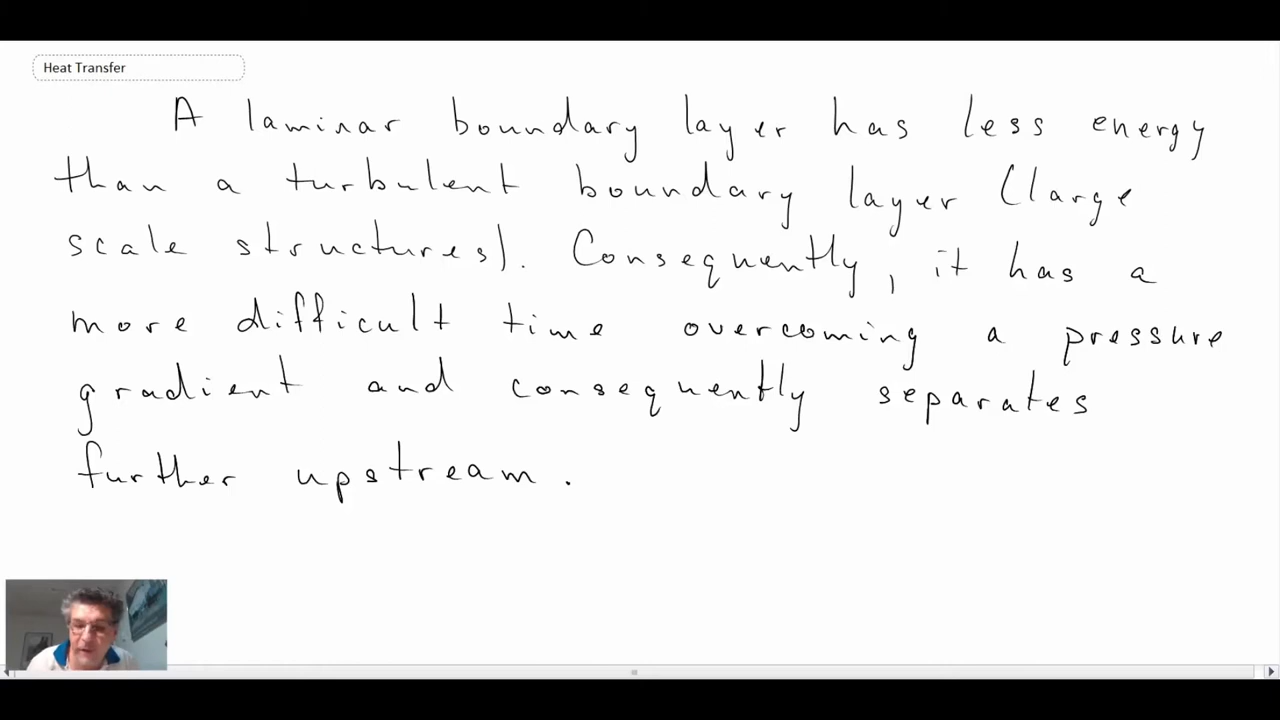 Heat Transfer
A laminar boundary layer has less energy
than a turbulent boundary layer (large
scale structures). Consequently, it has a
more difficult time overcoming a pressure
gradient and consequently separates
further upstream.